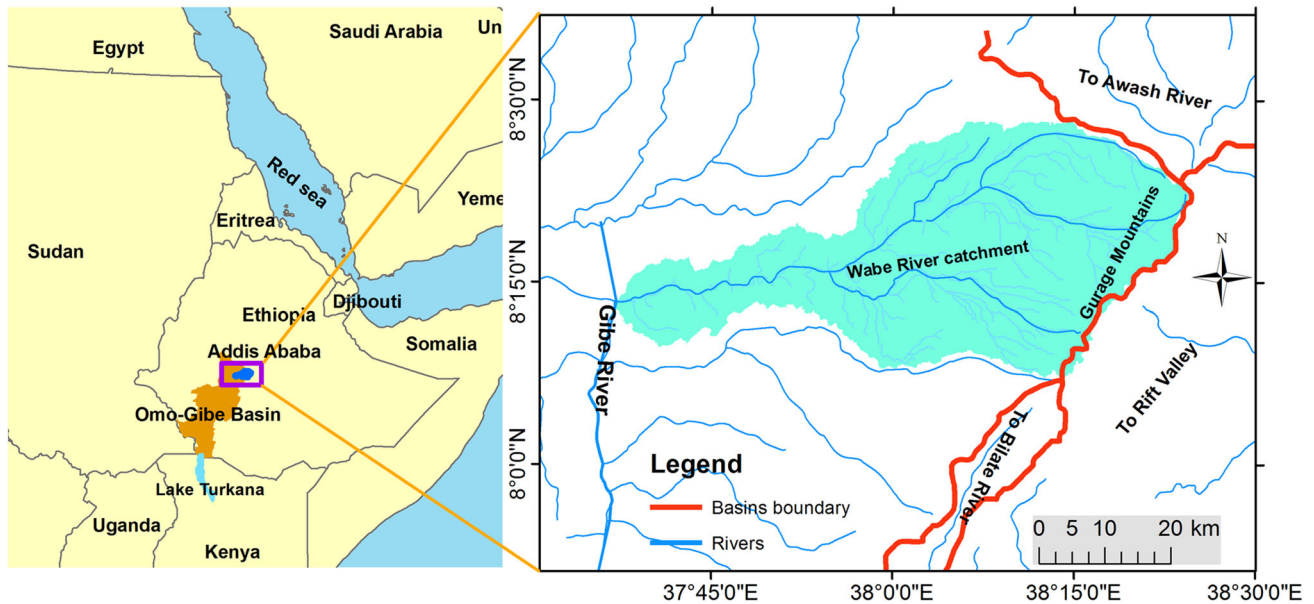 Egypt
Saudi Arabia
Un
Red sea
Yeme
Eritrea
Sudan
Djibouti
Ethiopia
Somalia
Addis Ababa
Omo-Gibe Basin
Lake Turkana
Uganda
Kenya
8°30'0"N
8°15'0"N
8°0'0"N
To Awash River
Gurage Mountains
Wabe River catchment
N
Gibe River
To Rift Valley
To Bilate River
Legend
Basins boundary
Rivers
0 5 10 20 km
37°45'0"E
38°0'0"E
38°15'0"E
38°30'0"E